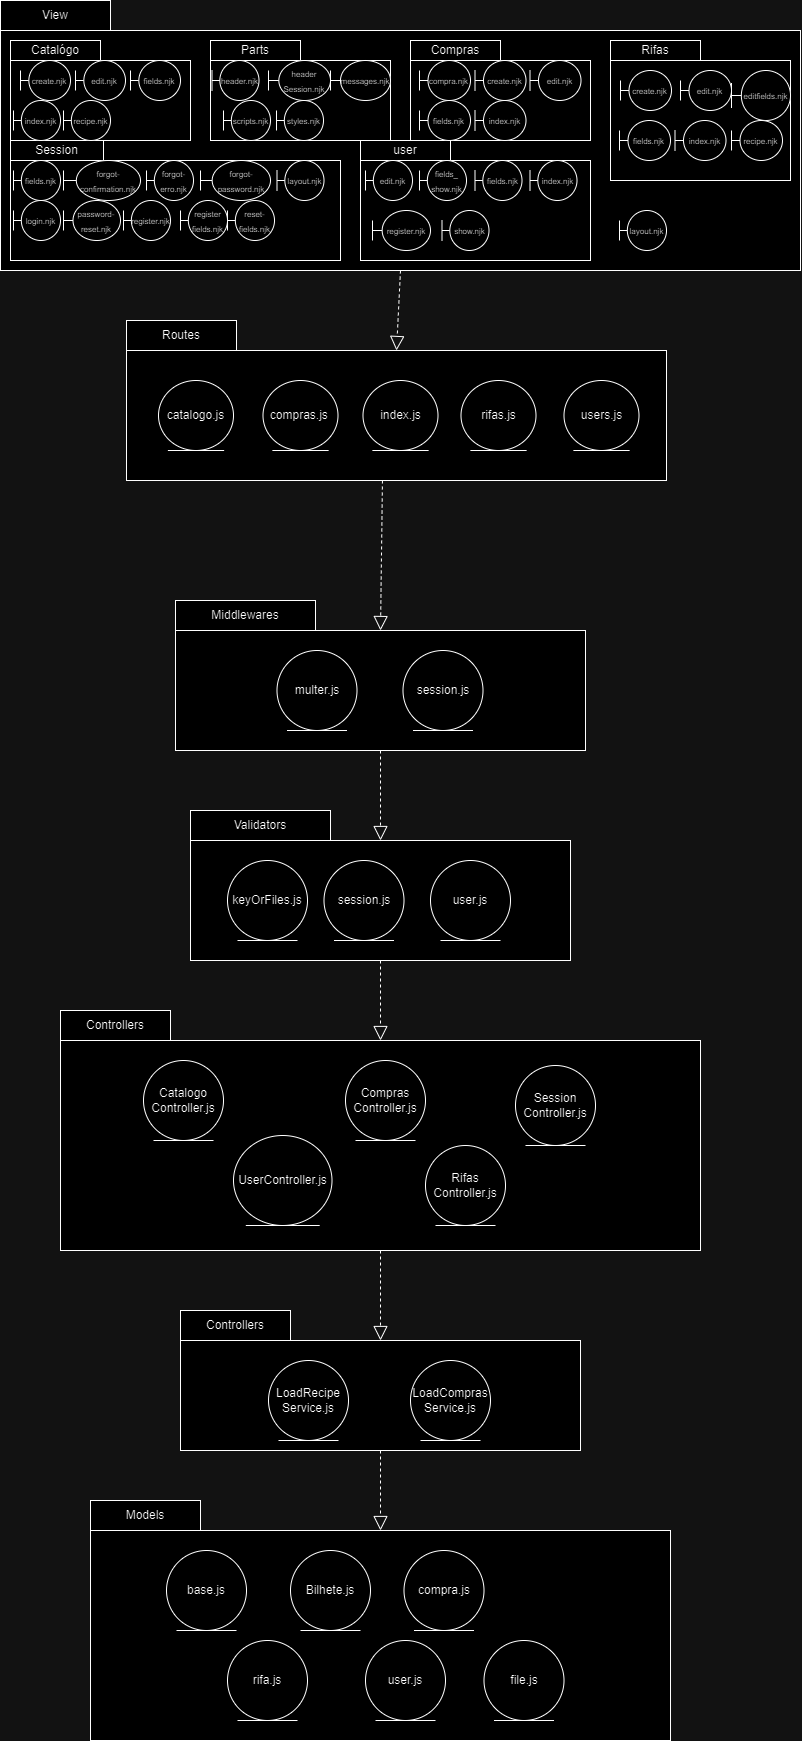 View
Catalógo
create.njk
edit.njk
fields.njk
index.njk
recipe.njk
Parts
header.njk
header
Session.njk
messages.njk
scripts.njk
styles.njk
Compras
compra.njk
create.njk
edit.njk
fields.njk
index.njk
Rifas
create.njk
edit.njk
editfields.njk
fields.njk
index.njk
recipe.njk
Session
fields.njk
forgot-
confirmation.njk
forgot-
erro.njk
forgot-
password.njk
layout.njk
login.njk
password-
reset.njk
register.njk
register
fields.njk
reset-
fields.njk
user
edit.njk
fields_
show.njk
fields.njk
index.njk
register.njk
show.njk
layout.njk
Routes
catalogo.js
compras.js
index.js
rifas.js
users.js
Middlewares
multer.js
session.js
Validators
keyOrFiles.js
session.js
user.js
Controllers
Catalogo
Controller.js
Compras
Controller.js
Session
Controller.js
UserController.js
Rifas
Controller.js
Controllers
LoadRecipe
Service.js
LoadCompras
Service.js
Models
base.js
Bilhete.js
compra.js
rifa.js
user.js
file.js